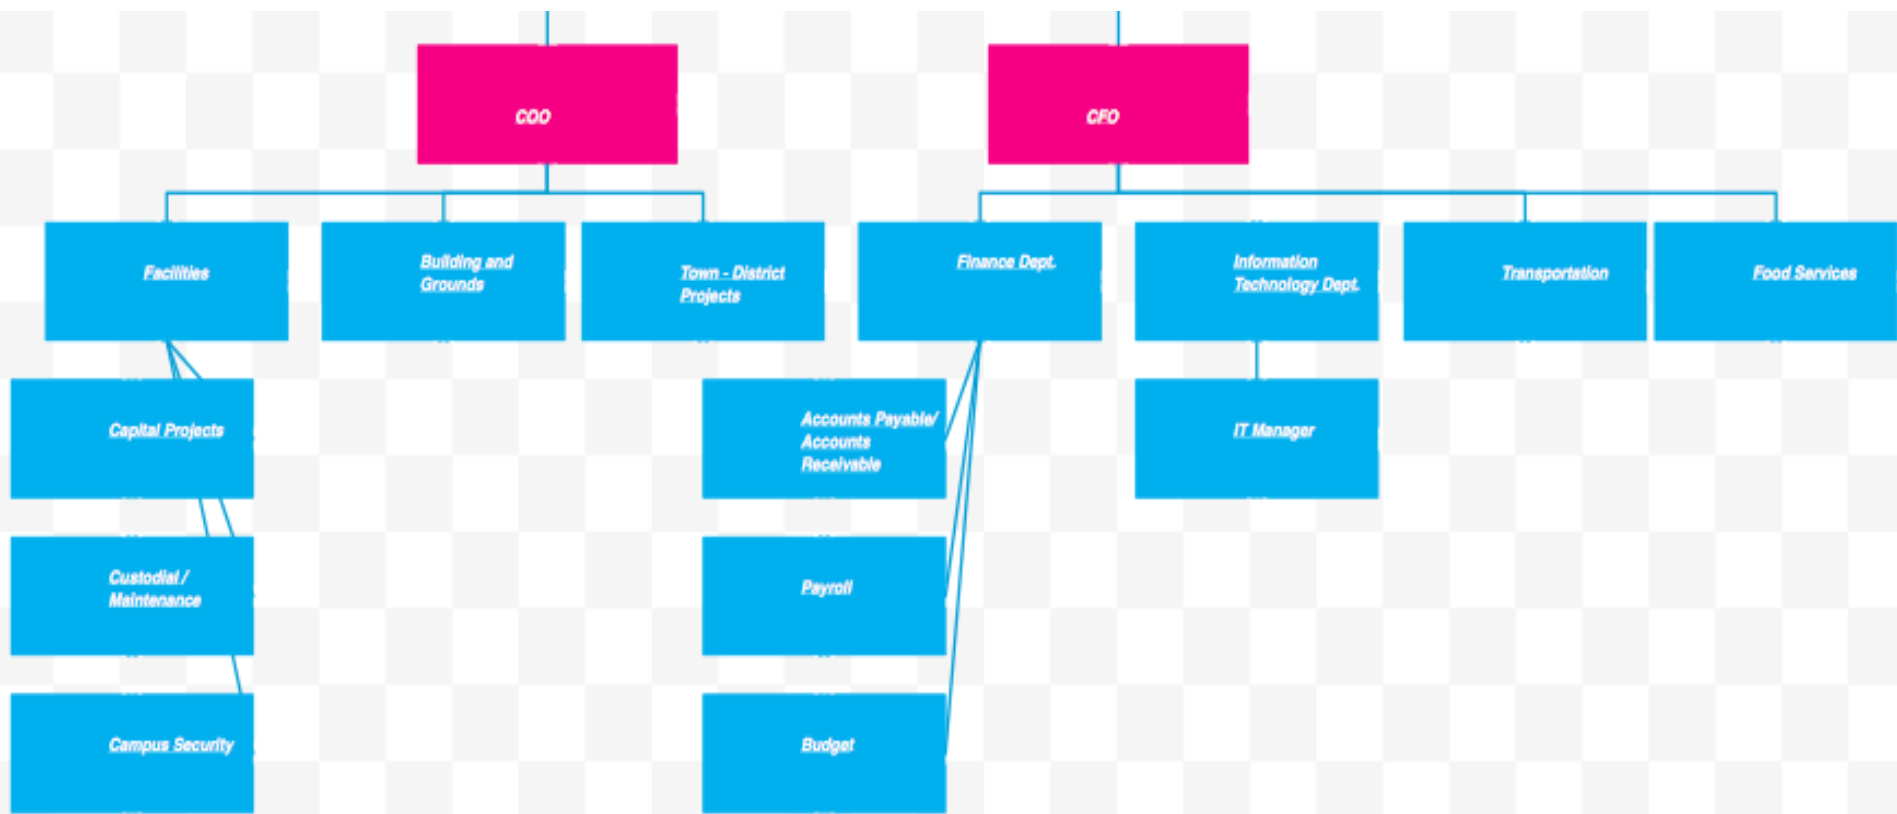 COO
CFO
Facilities
Building and
Grounds
Town - District
Projects
Finance Dept.
Information
Technology Dept.
Transportation
Food Services
Capital Projects
Accounts Payable/
Accounts
Receivable
IT Manager
Custodial /
Maintenance
Payroll
Campus Security
Budget